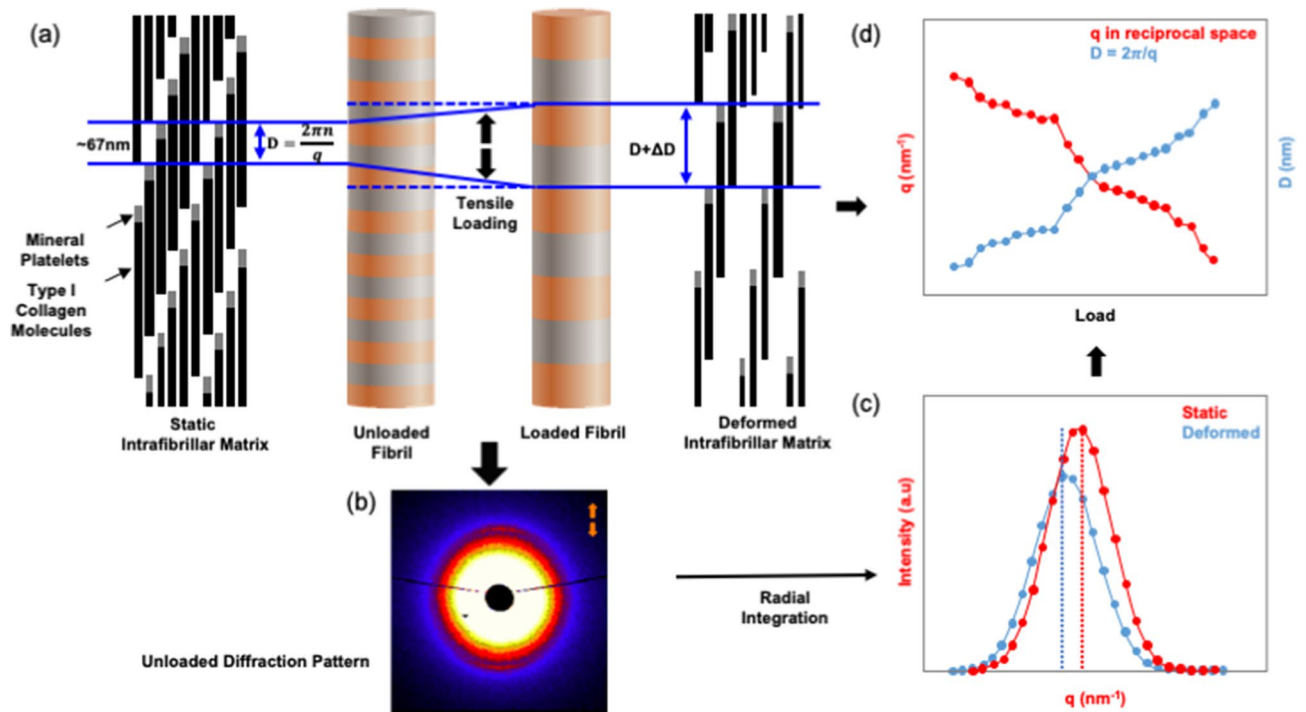 (a)
~67nm
D = 2πn/q
Mineral
Platelets
Type I
Collagen
Molecules
Static
Intrafibrillar Matrix
Unloaded
Fibril
Tensile
Loading
Loaded Fibril
D+ΔD
Deformed
Intrafibrillar Matrix
(b)
Unloaded Diffraction Pattern
Radial
Integration
(d)
q in reciprocal space
D = 2π/q
q (nm⁻¹)
D (nm)
Load
(c)
Static
Deformed
Intensity (a.u)
q (nm⁻¹)